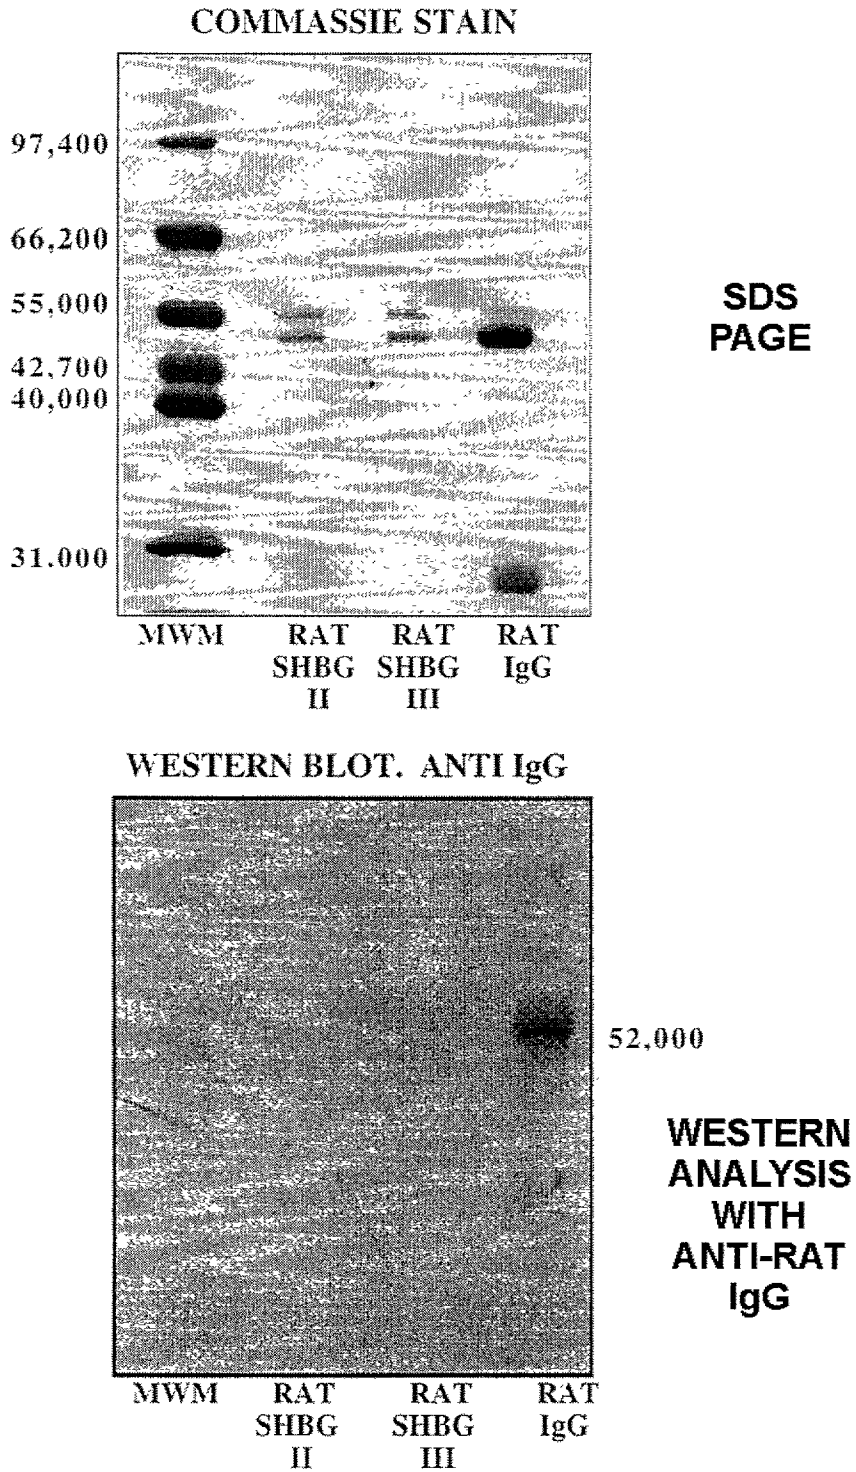 COMMASSIE STAIN
97,400
66,200
55,000
42,700
40,000
31.000
SDS
PAGE
MWM
RAT
SHBG
II
RAT
SHBG
III
RAT
IgG
WESTERN BLOT. ANTI IgG
52,000
WESTERN
ANALYSIS
WITH
ANTI-RAT
IgG
MWM
RAT
SHBG
II
RAT
SHBG
III
RAT
IgG